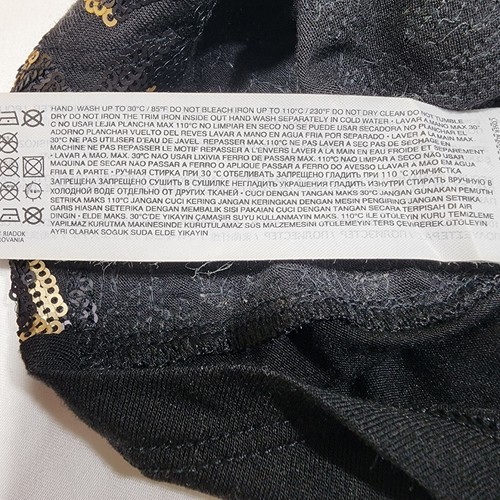 HAND WASH UP TO 30°C / 85°F DO NOT BLEACH IRON UP TO 110°C / 230°F DO NOT DRY CLEAN DO NOT TUMBLE
DRY DO NOT IRON THE TRIM IRON INSIDE OUT HAND WASH SEPARATELY IN COLD WATER - LAVAR A MANO MAX. 30°
C NO USAR LEJA PLANCHA MAX 110°C NO LIMPIAR EN SECO NO SE PUEDE USAR SECADORA NO PLANCHAR EL
ADORNO PLANCHAR VUELTO DEL REVES LAVAR A MANO EN AGUA FRIA POR SEPARADO - LAVER A LA MAIN EAU MAX
30°C NE PAS UTILISER D'EAU DE JAVEL REPASSER MAX.110°C NE PAS LAVER A SEC PAS DE SECHAGE EN
MACHINE NE PAS REPASSER LE MOTIF REPASSER A L'ENVERS LAVER A LA MAIN EN EAU FROIDE SEPAREMENT
- LAVAR A MAO, MAX. 30°C NAO USAR LIXIVIA FERRO DE PASSAR MAX. 110°C NAO LIMPAR A SECO NAO USAR
MAQUINA DE SECAR NAO PASSAR O ENFEITE A FERRO PASSAR A FERRO DO AVESSO LAVAR A MAO EM AGUA
FRIA E A PARTE - РУЧНАЯ СТИРКА ПРИ 30 °C ОТБЕЛИВАТЬ ЗАПРЕЩЕНО ГЛАДИТЬ ПРИ 110 °C ХИМЧИСТКА
ЗАПРЕЩЕНО ЗАПРЕЩЕНО СУШИТЬ В СУШИЛКЕ НЕ ГЛАДИТЬ УКРАШЕНИЯ ГЛАДИТЬ ИЗНУТРИ ВРУЧНУЮ В
ХОЛОДНОЙ ВОДЕ ОТДЕЛЬНО ОТ ДРУГИХ ТКАНЕЙ - CUCI DENGAN TANGAN MAKS 30°C JANGAN GUNAKAN PEMUTIH
SETRIKA MAKS 110°C JANGAN CUCI KERING JANGAN KERINGKAN DENGAN MESIN PENGIRING JANGAN SETRIKA
GARIS HIASAN SETERIKA DENGAN SEMBALIK SISI PAKAIAN CUCI DENGAN TANGAN SECARA TERPISAH DI AIR
DINGIN - ELDE MAKS. 30°C'DE YIKAYIN ÇAMAŞIR SUYU KULLANMAYIN MAKS. 110°C ILE ÜTÜLEYIN KURU TEMIZLEME
YAPILMAZ KURUTMA MAKINESINDE KURUTULAMAZ SÜS MALZEMESINI ÜTÜLEMEYIN TERS ÇEVIREREK ÜTÜLEYIN
AYRI OLARAK SOĞUK SUDA ELDE YIKAYIN